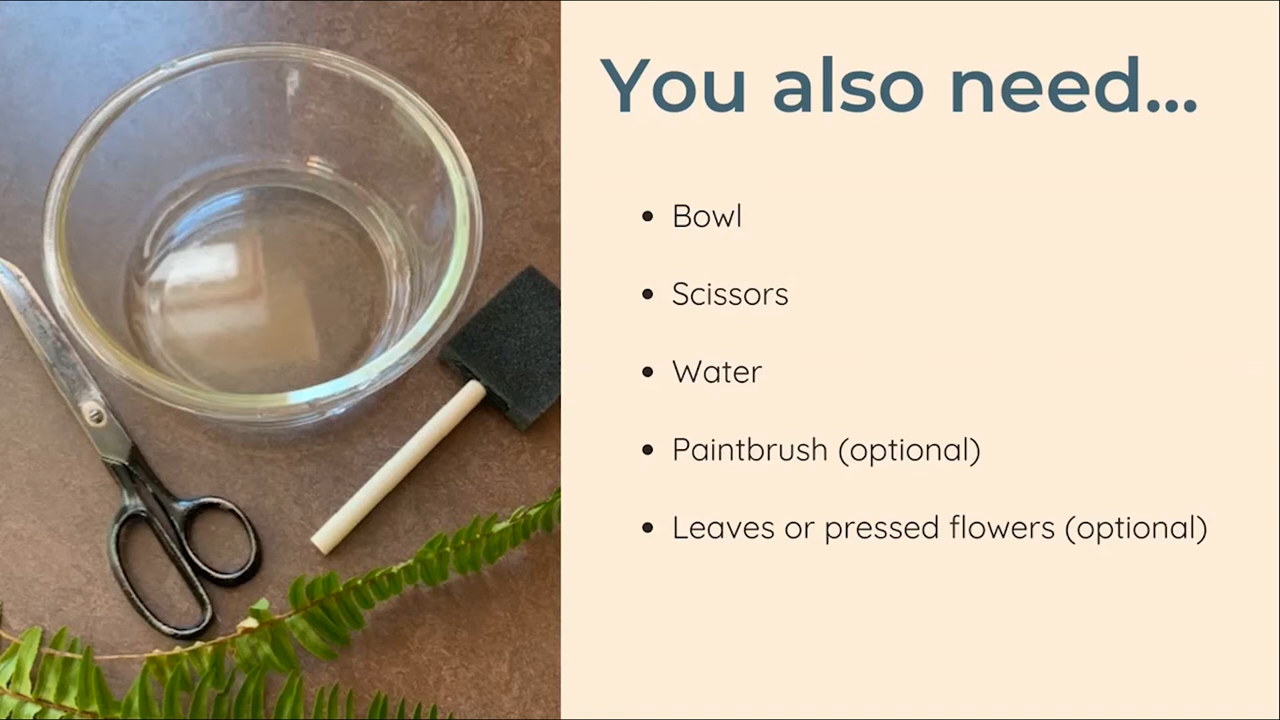 You also need...
• Bowl
• Scissors
• Water
• Paintbrush (optional)
• Leaves or pressed flowers (optional)